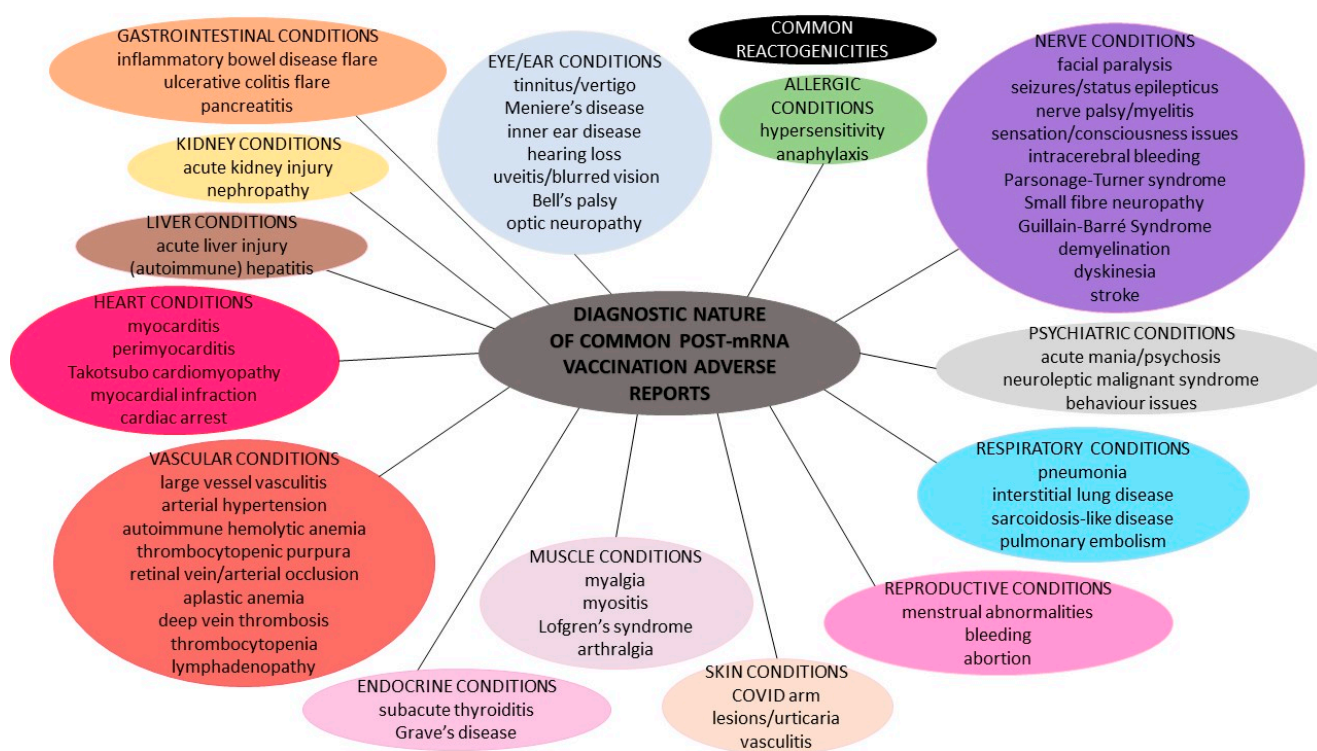 GASTROINTESTINAL CONDITIONS
inflammatory bowel disease flare
ulcerative colitis flare
pancreatitis
KIDNEY CONDITIONS
acute kidney injury
nephropathy
LIVER CONDITIONS
acute liver injury
(autoimmune) hepatitis
HEART CONDITIONS
myocarditis
perimyocarditis
Takotsubo cardiomyopathy
myocardial infraction
cardiac arrest
VASCULAR CONDITIONS
large vessel vasculitis
arterial hypertension
autoimmune hemolytic anemia
thrombocytopenic purpura
retinal vein/arterial occlusion
aplastic anemia
deep vein thrombosis
thrombocytopenia
lymphadenopathy
EYE/EAR CONDITIONS
tinnitus/vertigo
Meniere's disease
inner ear disease
hearing loss
uveitis/blurred vision
Bell's palsy
optic neuropathy
COMMON
REACTOGENICITIES
ALLERGIC
CONDITIONS
hypersensitivity
anaphylaxis
NERVE CONDITIONS
facial paralysis
seizures/status epilepticus
nerve palsy/myelitis
sensation/consciousness issues
intracerebral bleeding
Parsonage-Turner syndrome
Small fibre neuropathy
Guillain-Barré Syndrome
demyelination
dyskinesia
stroke
DIAGNOSTIC NATURE
OF COMMON POST-mRNA
VACCINATION ADVERSE
REPORTS
PSYCHIATRIC CONDITIONS
acute mania/psychosis
neuroleptic malignant syndrome
behaviour issues
RESPIRATORY CONDITIONS
pneumonia
interstitial lung disease
sarcoidosis-like disease
pulmonary embolism
REPRODUCTIVE CONDITIONS
menstrual abnormalities
bleeding
abortion
MUSCLE CONDITIONS
myalgia
myositis
Lofgren's syndrome
arthralgia
ENDOCRINE CONDITIONS
subacute thyroiditis
Grave's disease
SKIN CONDITIONS
COVID arm
lesions/urticaria
vasculitis